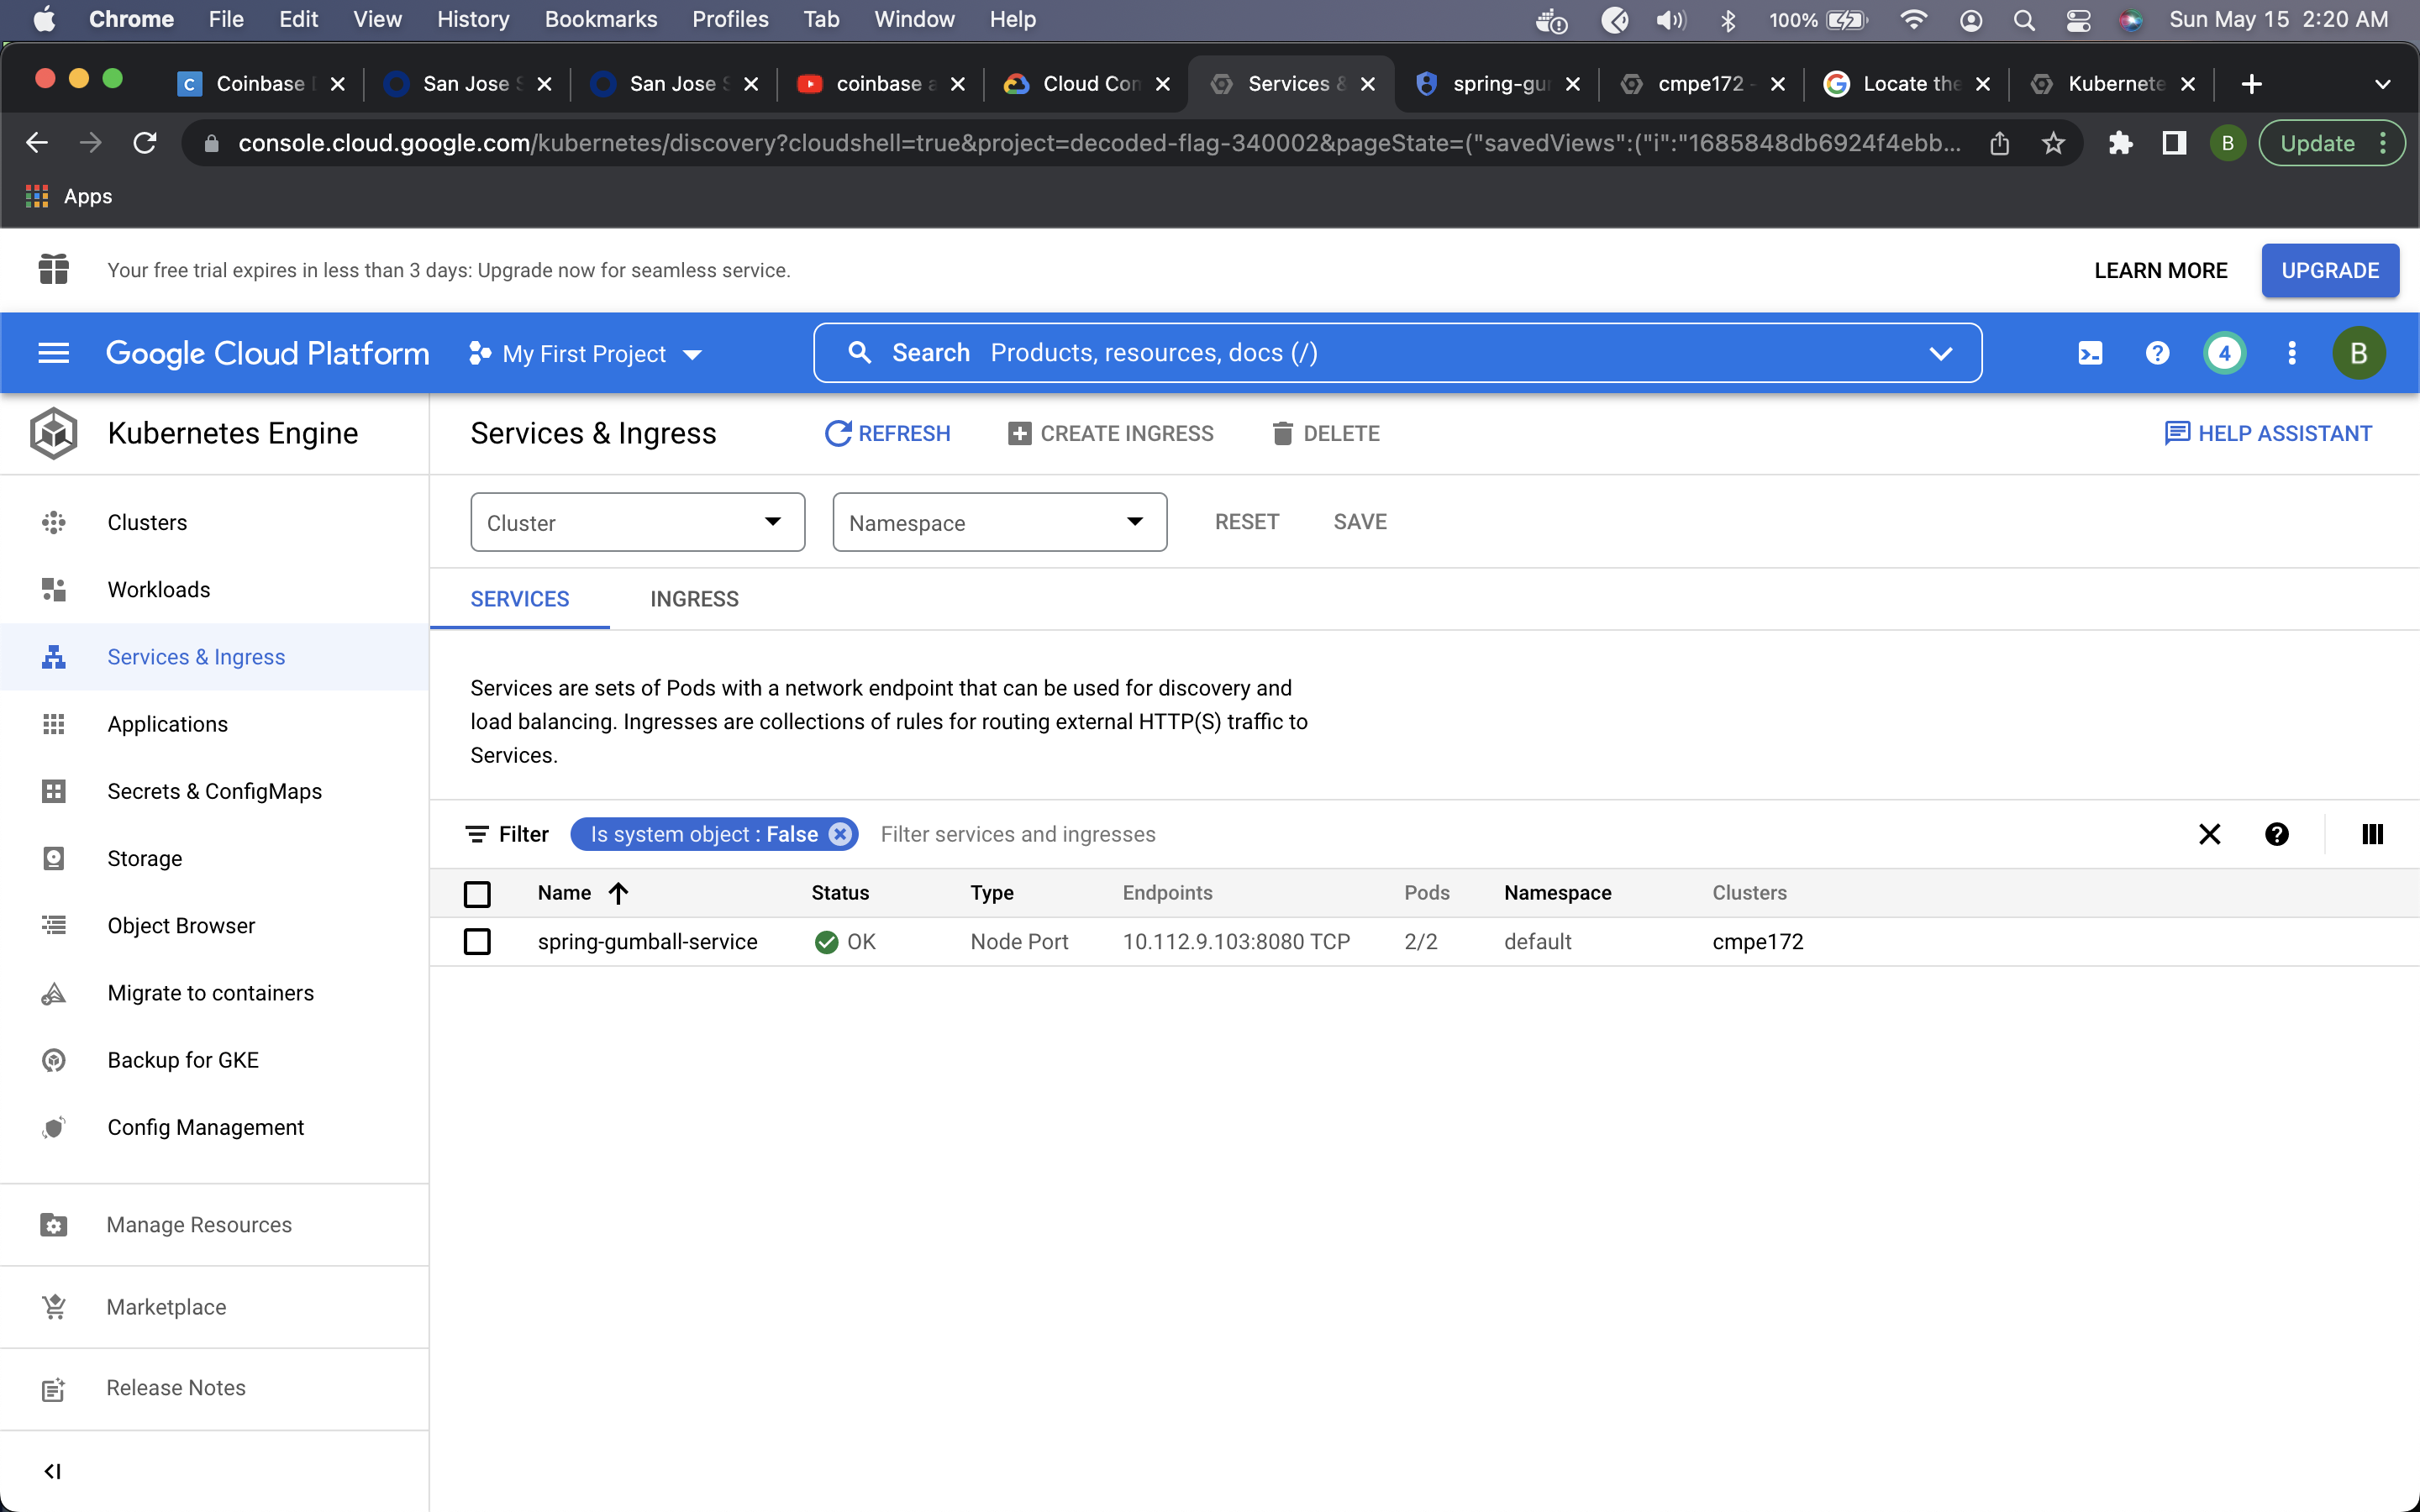 Chrome File Edit View History Bookmarks Profiles Tab Window Help 100% Sun May 15 2:20 AM
C Coinbase San Jose San Jose coinbase Cloud Con Services & spring-gu cmpe172 - Locate the Kubernete
console.cloud.google.com/kubernetes/discovery?cloudshell=true&project=decoded-flag-340002&pageState=("savedViews":("i":"1685848db6924f4ebb... B Update
Apps
Your free trial expires in less than 3 days: Upgrade now for seamless service. LEARN MORE UPGRADE
Google Cloud Platform My First Project Search Products, resources, docs (/) ? 4 B
Kubernetes Engine Services & Ingress REFRESH CREATE INGRESS DELETE HELP ASSISTANT
Clusters
Workloads
Services & Ingress
Applications
Secrets & ConfigMaps
Storage
Object Browser
Migrate to containers
Backup for GKE
Config Management
Manage Resources
Marketplace
Release Notes
Cluster Namespace RESET SAVE
SERVICES INGRESS
Services are sets of Pods with a network endpoint that can be used for discovery and
load balancing. Ingresses are collections of rules for routing external HTTP(S) traffic to
Services.
Filter Is system object : False Filter services and ingresses ?
Name Status Type Endpoints Pods Namespace Clusters
spring-gumball-service OK Node Port 10.112.9.103:8080 TCP 2/2 default cmpe172